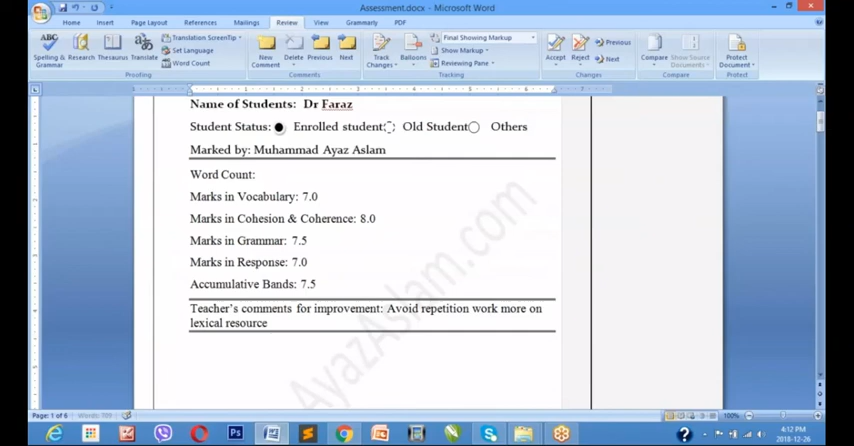 Assessment.docx - Microsoft Word
Home Insert Page Layout References Mailings Review View Grammarly PDF
Spelling & Grammar Research Thesaurus Translate Translation ScreenTip Set Language Word Count Proofing
New Comment Delete Previous Next Comments
Track Changes Balloons Final Showing Markup Show Markup Reviewing Pane Tracking
Accept Reject Previous Next Changes
Compare Show Source Documents Compare
Protect Document Protect
Name of Students: Dr Faraz
Student Status: Enrolled student Old Student Others
Marked by: Muhammad Ayaz Aslam
Word Count:
Marks in Vocabulary: 7.0
Marks in Cohesion & Coherence: 8.0
Marks in Grammar: 7.5
Marks in Response: 7.0
Accumulative Bands: 7.5
Teacher's comments for improvement: Avoid repetition work more on
lexical resource
AyazAslam.com
Page: 1 of 6 Words: 709 100%
4:12 PM
2018-12-26